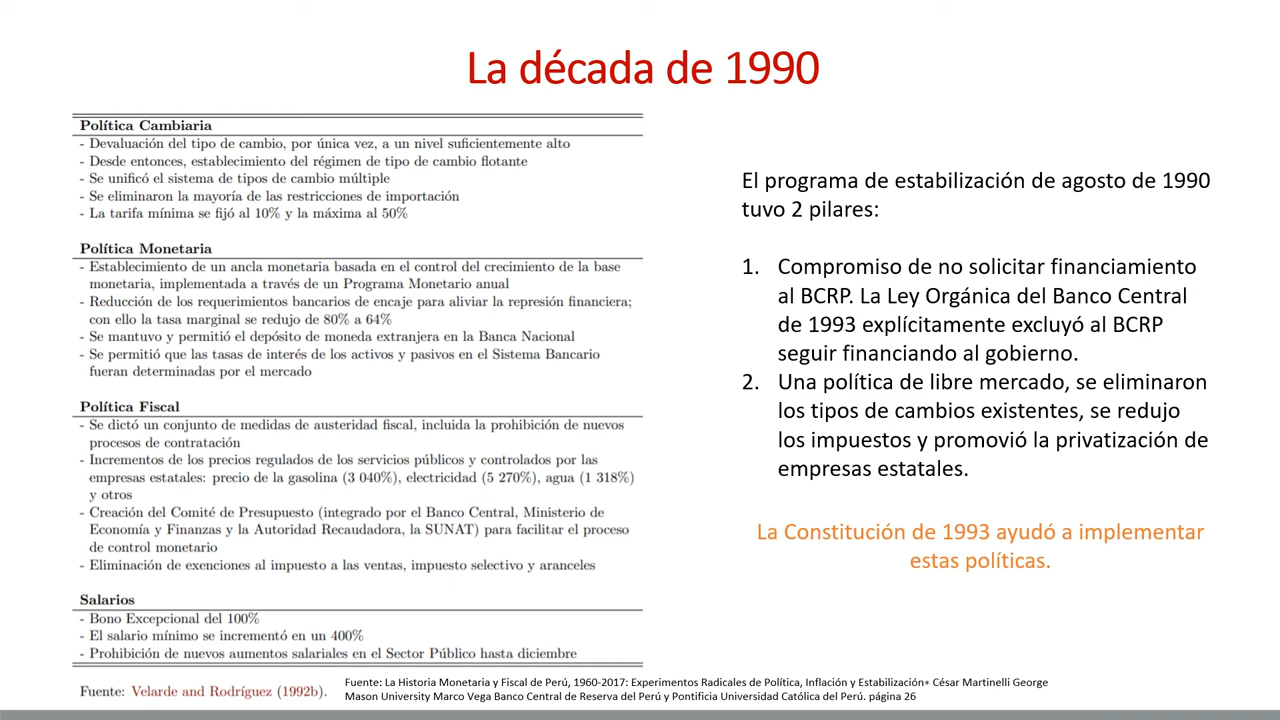 La década de 1990
Política Cambiaria
- Devaluación del tipo de cambio, por única vez, a un nivel suficientemente alto
- Desde entonces, establecimiento del régimen de tipo de cambio flotante
- Se unificó el sistema de tipos de cambio múltiple
- Se eliminaron la mayoría de las restricciones de importación
- La tarifa mínima se fijó al 10% y la máxima al 50%
Política Monetaria
- Establecimiento de un ancla monetaria basada en el control del crecimiento de la base
monetaria, implementada a través de un Programa Monetario anual
- Reducción de los requerimientos bancarios de encaje para aliviar la represión financiera;
con ello la tasa marginal se redujo de 80% a 64%
- Se mantuvo y permitió el depósito de moneda extranjera en la Banca Nacional
- Se permitió que las tasas de interés de los activos y pasivos en el Sistema Bancario
fueran determinadas por el mercado
Política Fiscal
- Se dictó un conjunto de medidas de austeridad fiscal, incluida la prohibición de nuevos
procesos de contratación
- Incrementos de los precios regulados de los servicios públicos y controlados por las
empresas estatales: precio de la gasolina (3 040%), electricidad (5 270%), agua (1 318%)
y otros
- Creación del Comité de Presupuesto (integrado por el Banco Central, Ministerio de
Economía y Finanzas y la Autoridad Recaudadora, la SUNAT) para facilitar el proceso
de control monetario
- Eliminación de exenciones al impuesto a las ventas, impuesto selectivo y aranceles
Salarios
- Bono Excepcional del 100%
- El salario mínimo se incrementó en un 400%
- Prohibición de nuevos aumentos salariales en el Sector Público hasta diciembre
Fuente: Velarde and Rodríguez (1992b).
El programa de estabilización de agosto de 1990
tuvo 2 pilares:
1. Compromiso de no solicitar financiamiento
al BCRP. La Ley Orgánica del Banco Central
de 1993 explícitamente excluyó al BCRP
seguir financiando al gobierno.
2. Una política de libre mercado, se eliminaron
los tipos de cambios existentes, se redujo
los impuestos y promovió la privatización de
empresas estatales.
La Constitución de 1993 ayudó a implementar
estas políticas.
Fuente: La Historia Monetaria y Fiscal de Perú, 1960-2017: Experimentos Radicales de Política, Inflación y Estabilización∗ César Martinelli George
Mason University Marco Vega Banco Central de Reserva del Perú y Pontificia Universidad Católica del Perú. página 26